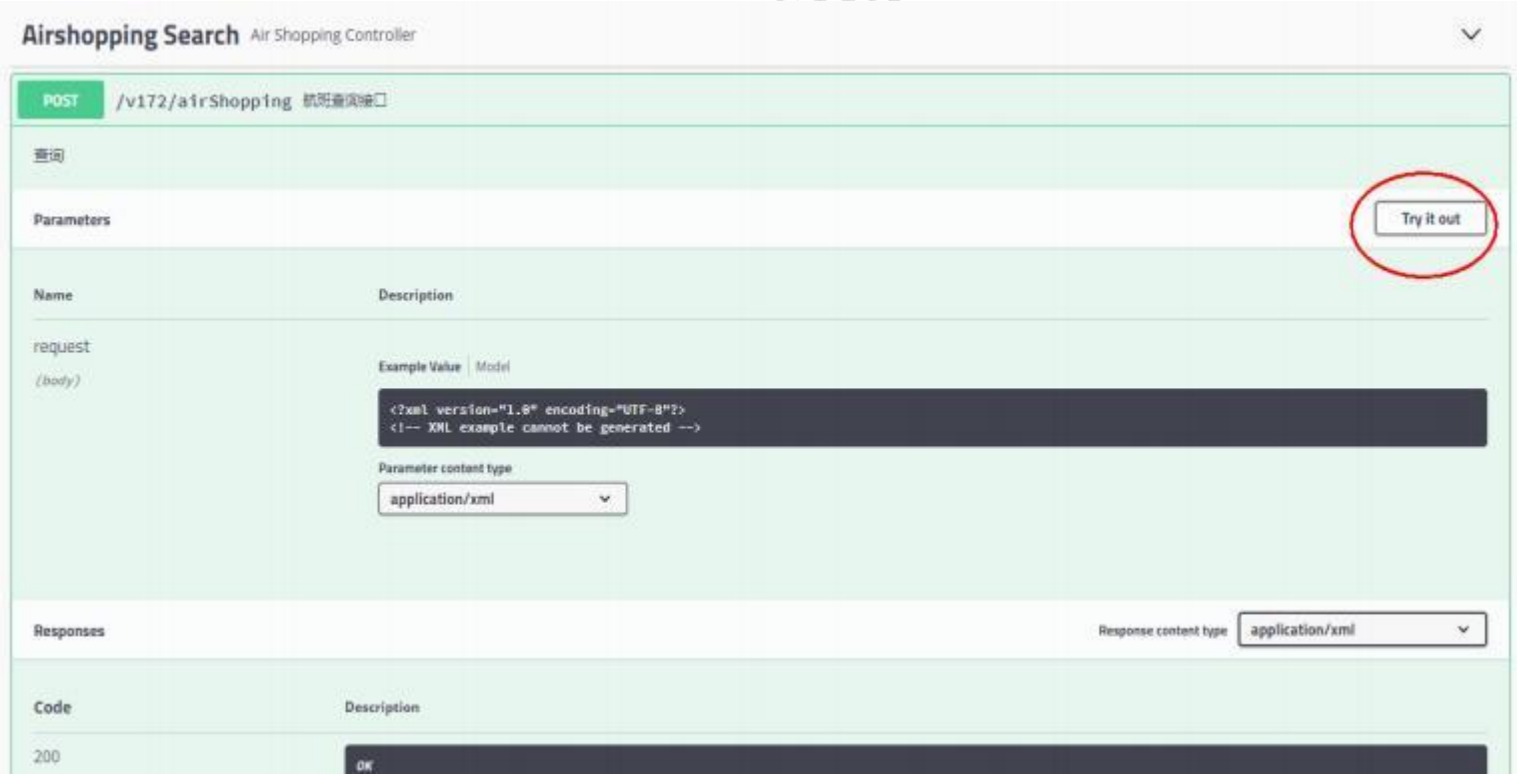 Airshopping Search Air Shopping Controller
POST /v172/airShopping 航班查询接口
查询
Parameters Try it out
Name Description
request
(body)
Example Value Model
<?xml version="1.0" encoding="UTF-8"?>
<!-- XML example cannot be generated -->
Parameter content type
application/xml
Responses Response content type application/xml
Code Description
200 OK